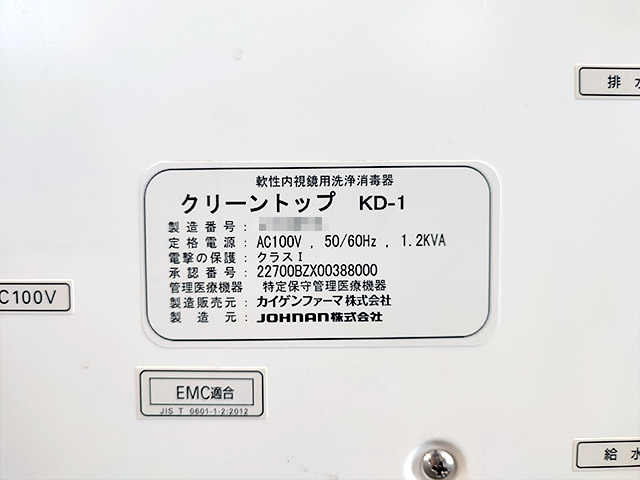 排水
軟性内視鏡用洗浄消毒器
クリーントップ KD-1
製造番号:
定格電源: AC100V , 50/60Hz , 1.2KVA
電撃の保護: クラスⅠ
承認番号: 22700BZX00388000
管理医療機器 特定保守管理医療機器
製造販売元: カイゲンファーマ株式会社
製造元: JOHNAN株式会社
C100V
EMC適合
JIS T 0601-1-2:2012
給水